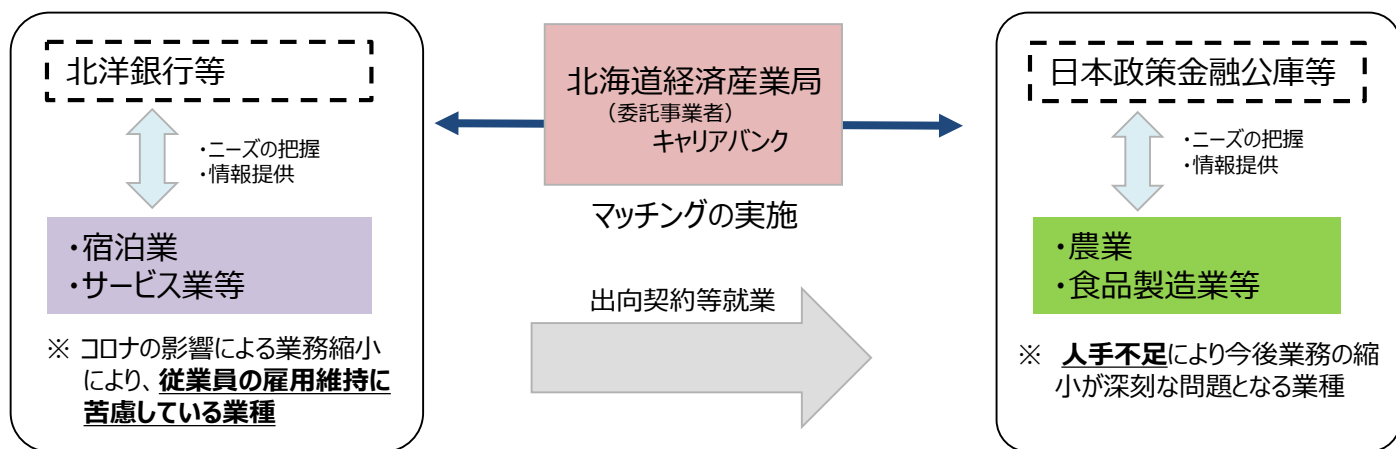 北洋銀行等
・ニーズの把握
・情報提供
・宿泊業
・サービス業等
※ コロナの影響による業務縮小
により、従業員の雇用維持に
苦慮している業種
北海道経済産業局
（委託事業者）
キャリアバンク
マッチングの実施
出向契約等就業
日本政策金融公庫等
・ニーズの把握
・情報提供
・農業
・食品製造業等
※ 人手不足により今後業務の縮
小が深刻な問題となる業種